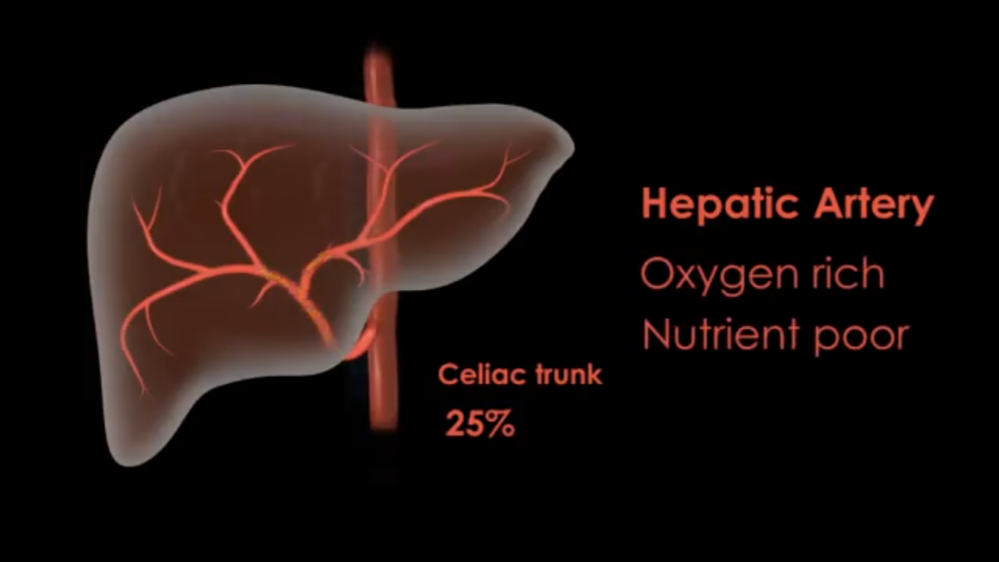 Hepatic Artery
Oxygen rich
Nutrient poor
Celiac trunk
25%